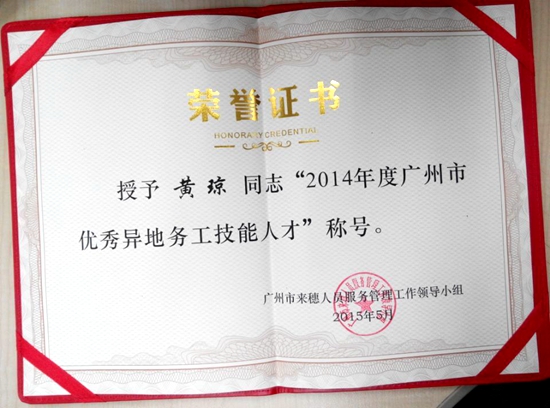 荣誉证书
HONORARY CREDENTIAL
授予 黄琼 同志“2014年度广州市
优秀异地务工技能人才”称号。
广州市来穗人员服务管理工作领导小组
2015年5月